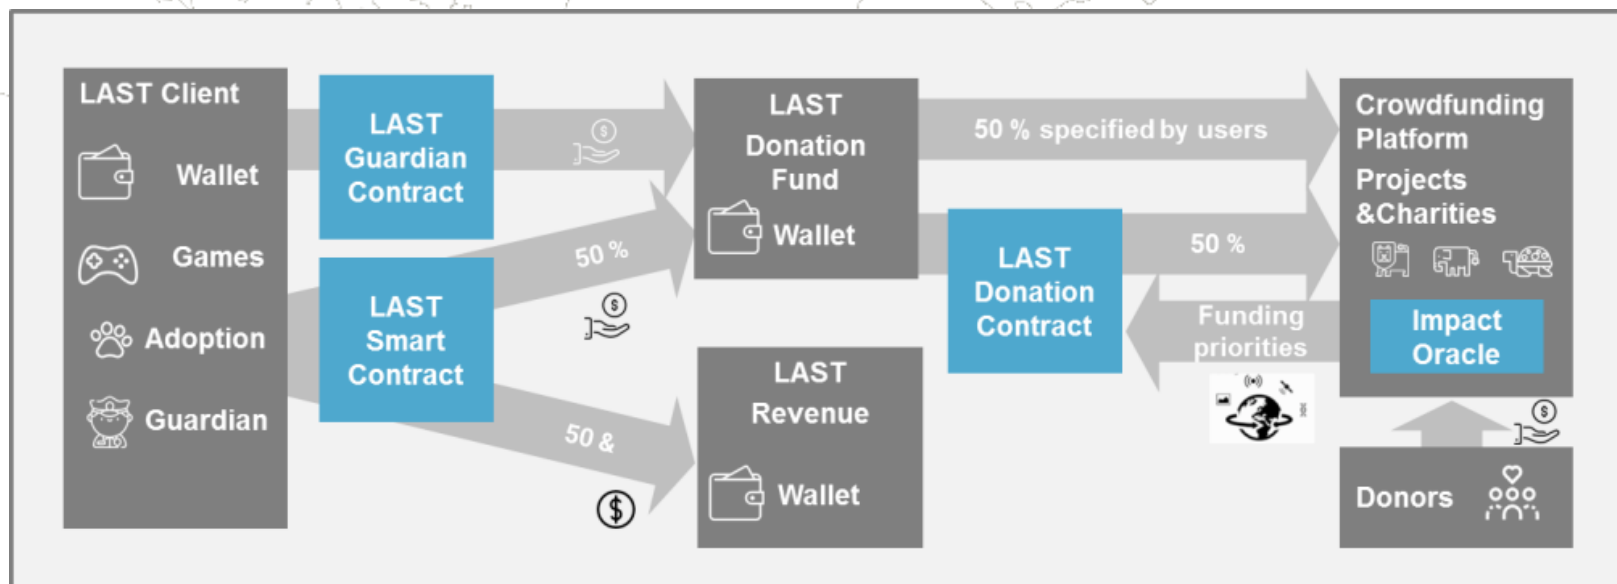 LAST Client
Wallet
Games
Adoption
Guardian
LAST
Guardian
Contract
LAST
Smart
Contract
50 %
50 &
LAST
Donation
Fund
Wallet
LAST
Revenue
Wallet
50 % specified by users
LAST
Donation
Contract
50 %
Funding
priorities
Crowdfunding
Platform
Projects
&Charities
Impact
Oracle
Donors